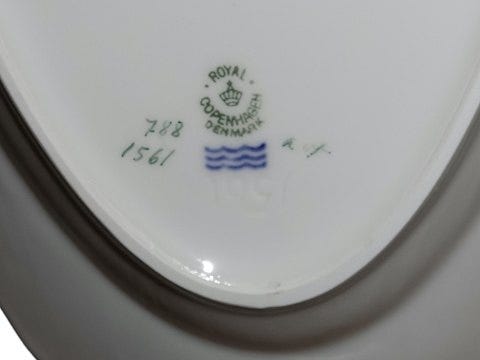 ROYAL
COPENHAGEN
DENMARK
788
1561